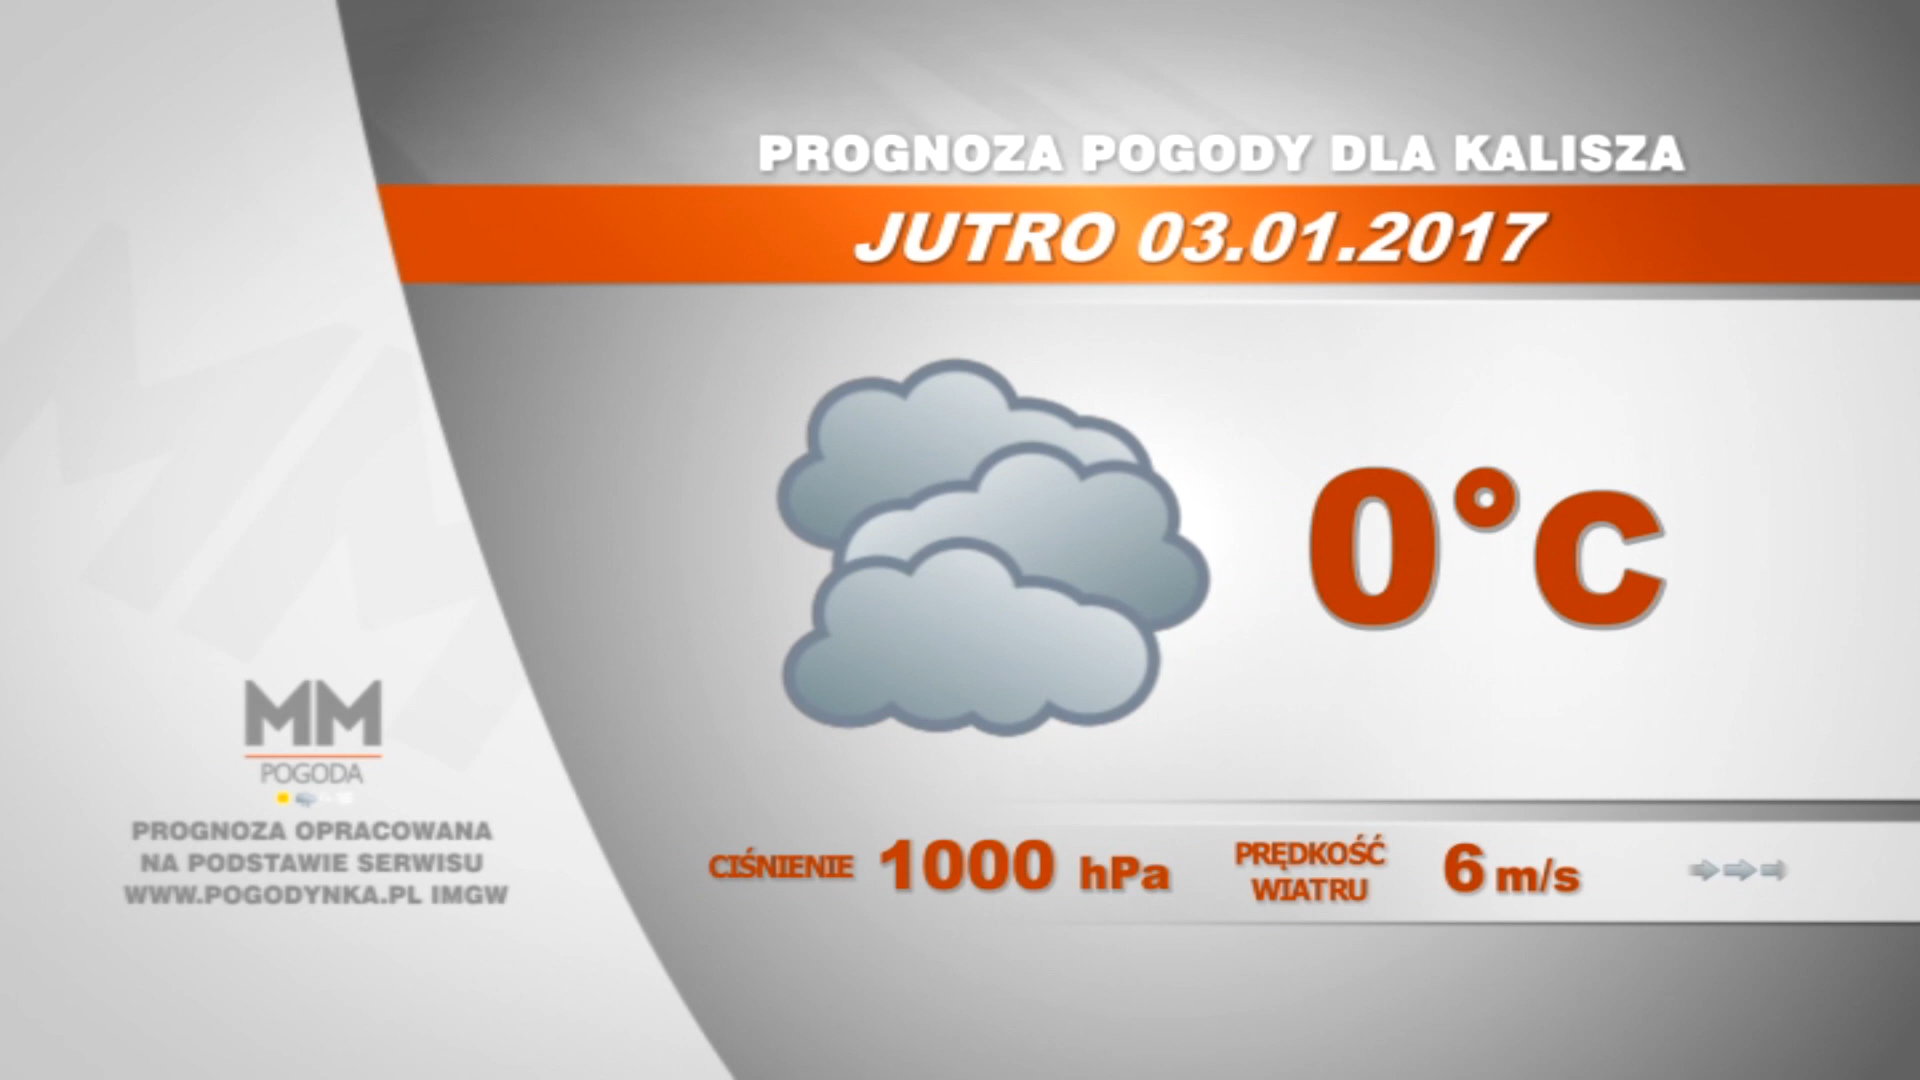 PROGNOZA POGODY DLA KALISZA
JUTRO 03.01.2017
0°C
CIŚNIENIE 1000 hPa
PRĘDKOŚĆ
WIATRU
6 m/s
MM
POGODA
PROGNOZA OPRACOWANA
NA PODSTAWIE SERWISU
WWW.POGODYNKA.PL IMGW